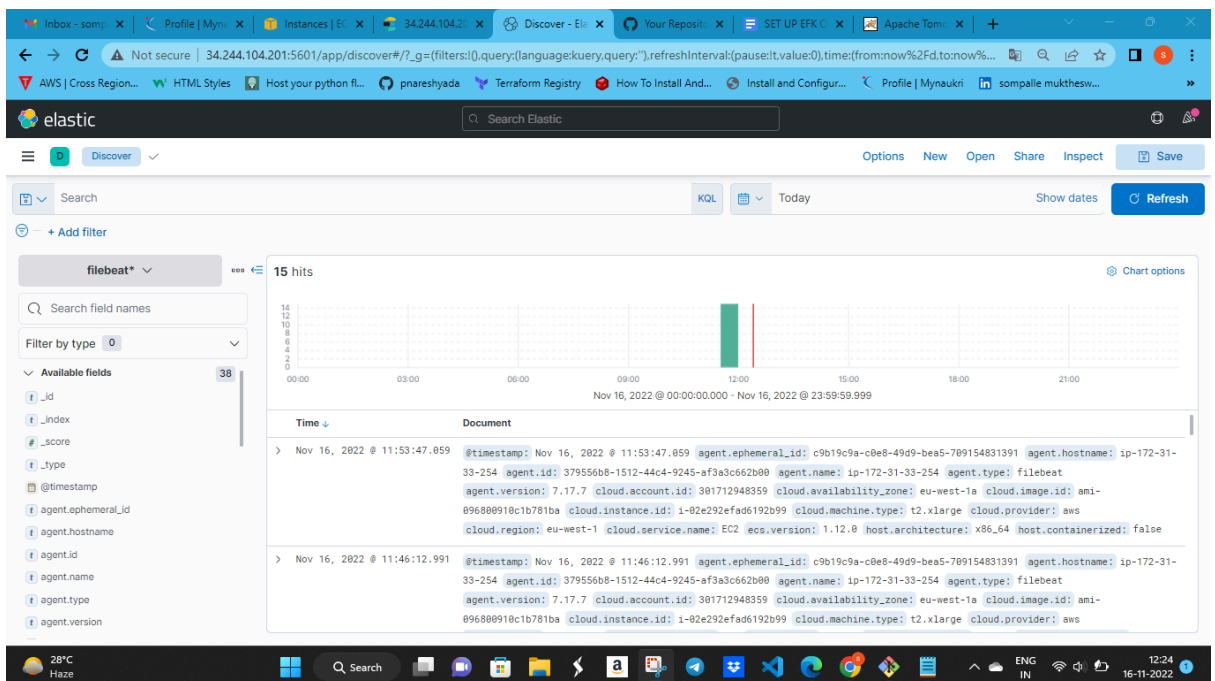 Inbox - somp
Profile | Myna
Instances | EC
34.244.104.20
Discover - Ela
Your Reposito
SET UP EFK O
Apache Tomc
Not secure | 34.244.104.201:5601/app/discover#/?_g=(filters:!(),query:(language:kuery,query:''),refreshInterval:(pause:!t,value:0),time:(from:now%2Fd,to:now%...
AWS | Cross Region...
HTML Styles
Host your python fl...
pnareshyada
Terraform Registry
How To Install And...
Install and Configur...
Profile | Mynaukri
sompalle mukthesw...
»
elastic
Search Elastic
D
Discover
Options
New
Open
Share
Inspect
Save
Search
KQL
Today
Show dates
Refresh
+ Add filter
filebeat*
15 hits
Chart options
Search field names
Filter by type 0
Available fields 38
t _id
t _index
# _score
t _type
@timestamp
t agent.ephemeral_id
t agent.hostname
t agent.id
t agent.name
t agent.type
t agent.version
14
12
10
8
6
4
2
0
00:00 03:00 06:00 09:00 12:00 15:00 18:00 21:00
Nov 16, 2022 @ 00:00:00.000 - Nov 16, 2022 @ 23:59:59.999
Time Document
Nov 16, 2022 @ 11:53:47.059 @timestamp: Nov 16, 2022 @ 11:53:47.059 agent.ephemeral_id: c9b19c9a-c0e8-49d9-bea5-709154831391 agent.hostname: ip-172-31-
33-254 agent.id: 379556b8-1512-44c4-9245-af3a3c662b00 agent.name: ip-172-31-33-254 agent.type: filebeat
agent.version: 7.17.7 cloud.account.id: 301712948359 cloud.availability_zone: eu-west-1a cloud.image.id: ami-
096800910c1b781ba cloud.instance.id: i-02e292efad6192b99 cloud.machine.type: t2.xlarge cloud.provider: aws
cloud.region: eu-west-1 cloud.service.name: EC2 ecs.version: 1.12.0 host.architecture: x86_64 host.containerized: false
Nov 16, 2022 @ 11:46:12.991 @timestamp: Nov 16, 2022 @ 11:46:12.991 agent.ephemeral_id: c9b19c9a-c0e8-49d9-bea5-709154831391 agent.hostname: ip-172-31-
33-254 agent.id: 379556b8-1512-44c4-9245-af3a3c662b00 agent.name: ip-172-31-33-254 agent.type: filebeat
agent.version: 7.17.7 cloud.account.id: 301712948359 cloud.availability_zone: eu-west-1a cloud.image.id: ami-
096800910c1b781ba cloud.instance.id: i-02e292efad6192b99 cloud.machine.type: t2.xlarge cloud.provider: aws
28°C
Haze
Search
ENG
IN
12:24
16-11-2022